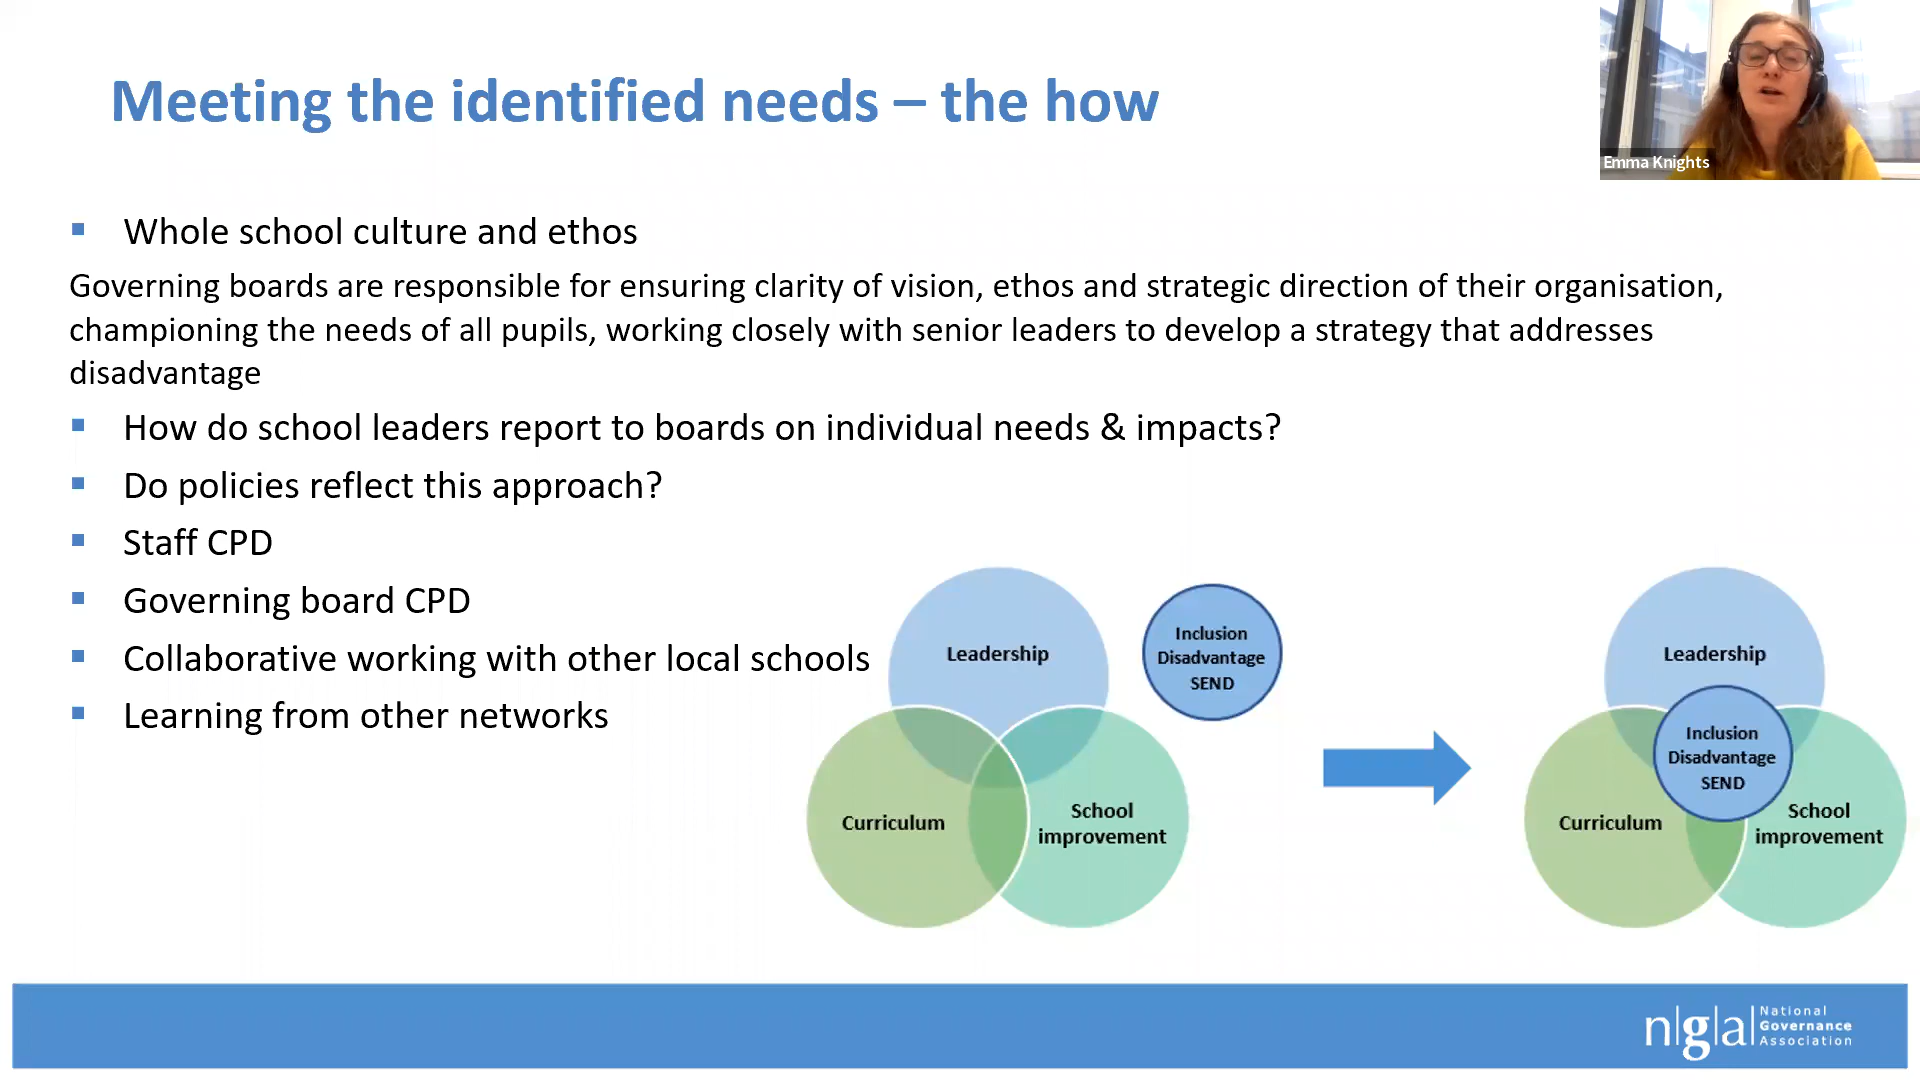 Meeting the identified needs – the how
Emma Knights
Whole school culture and ethos
Governing boards are responsible for ensuring clarity of vision, ethos and strategic direction of their organisation,
championing the needs of all pupils, working closely with senior leaders to develop a strategy that addresses
disadvantage
How do school leaders report to boards on individual needs & impacts?
Do policies reflect this approach?
Staff CPD
Governing board CPD
Collaborative working with other local schools
Learning from other networks
Leadership
Curriculum
School
improvement
Inclusion
Disadvantage
SEND
Leadership
Inclusion
Disadvantage
SEND
Curriculum
School
improvement
n|g|a|
National
Governance
Association